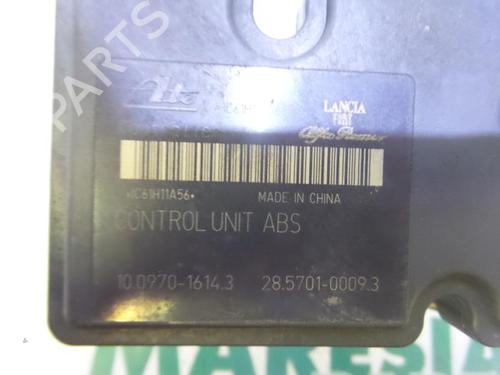 Ate
LANCIA
FIAT
Alfa Romeo
*IC61H11A56*
MADE IN CHINA
CONTROL UNIT ABS
10.0970-1614.3 28.5701-0009.3
B-PARTS